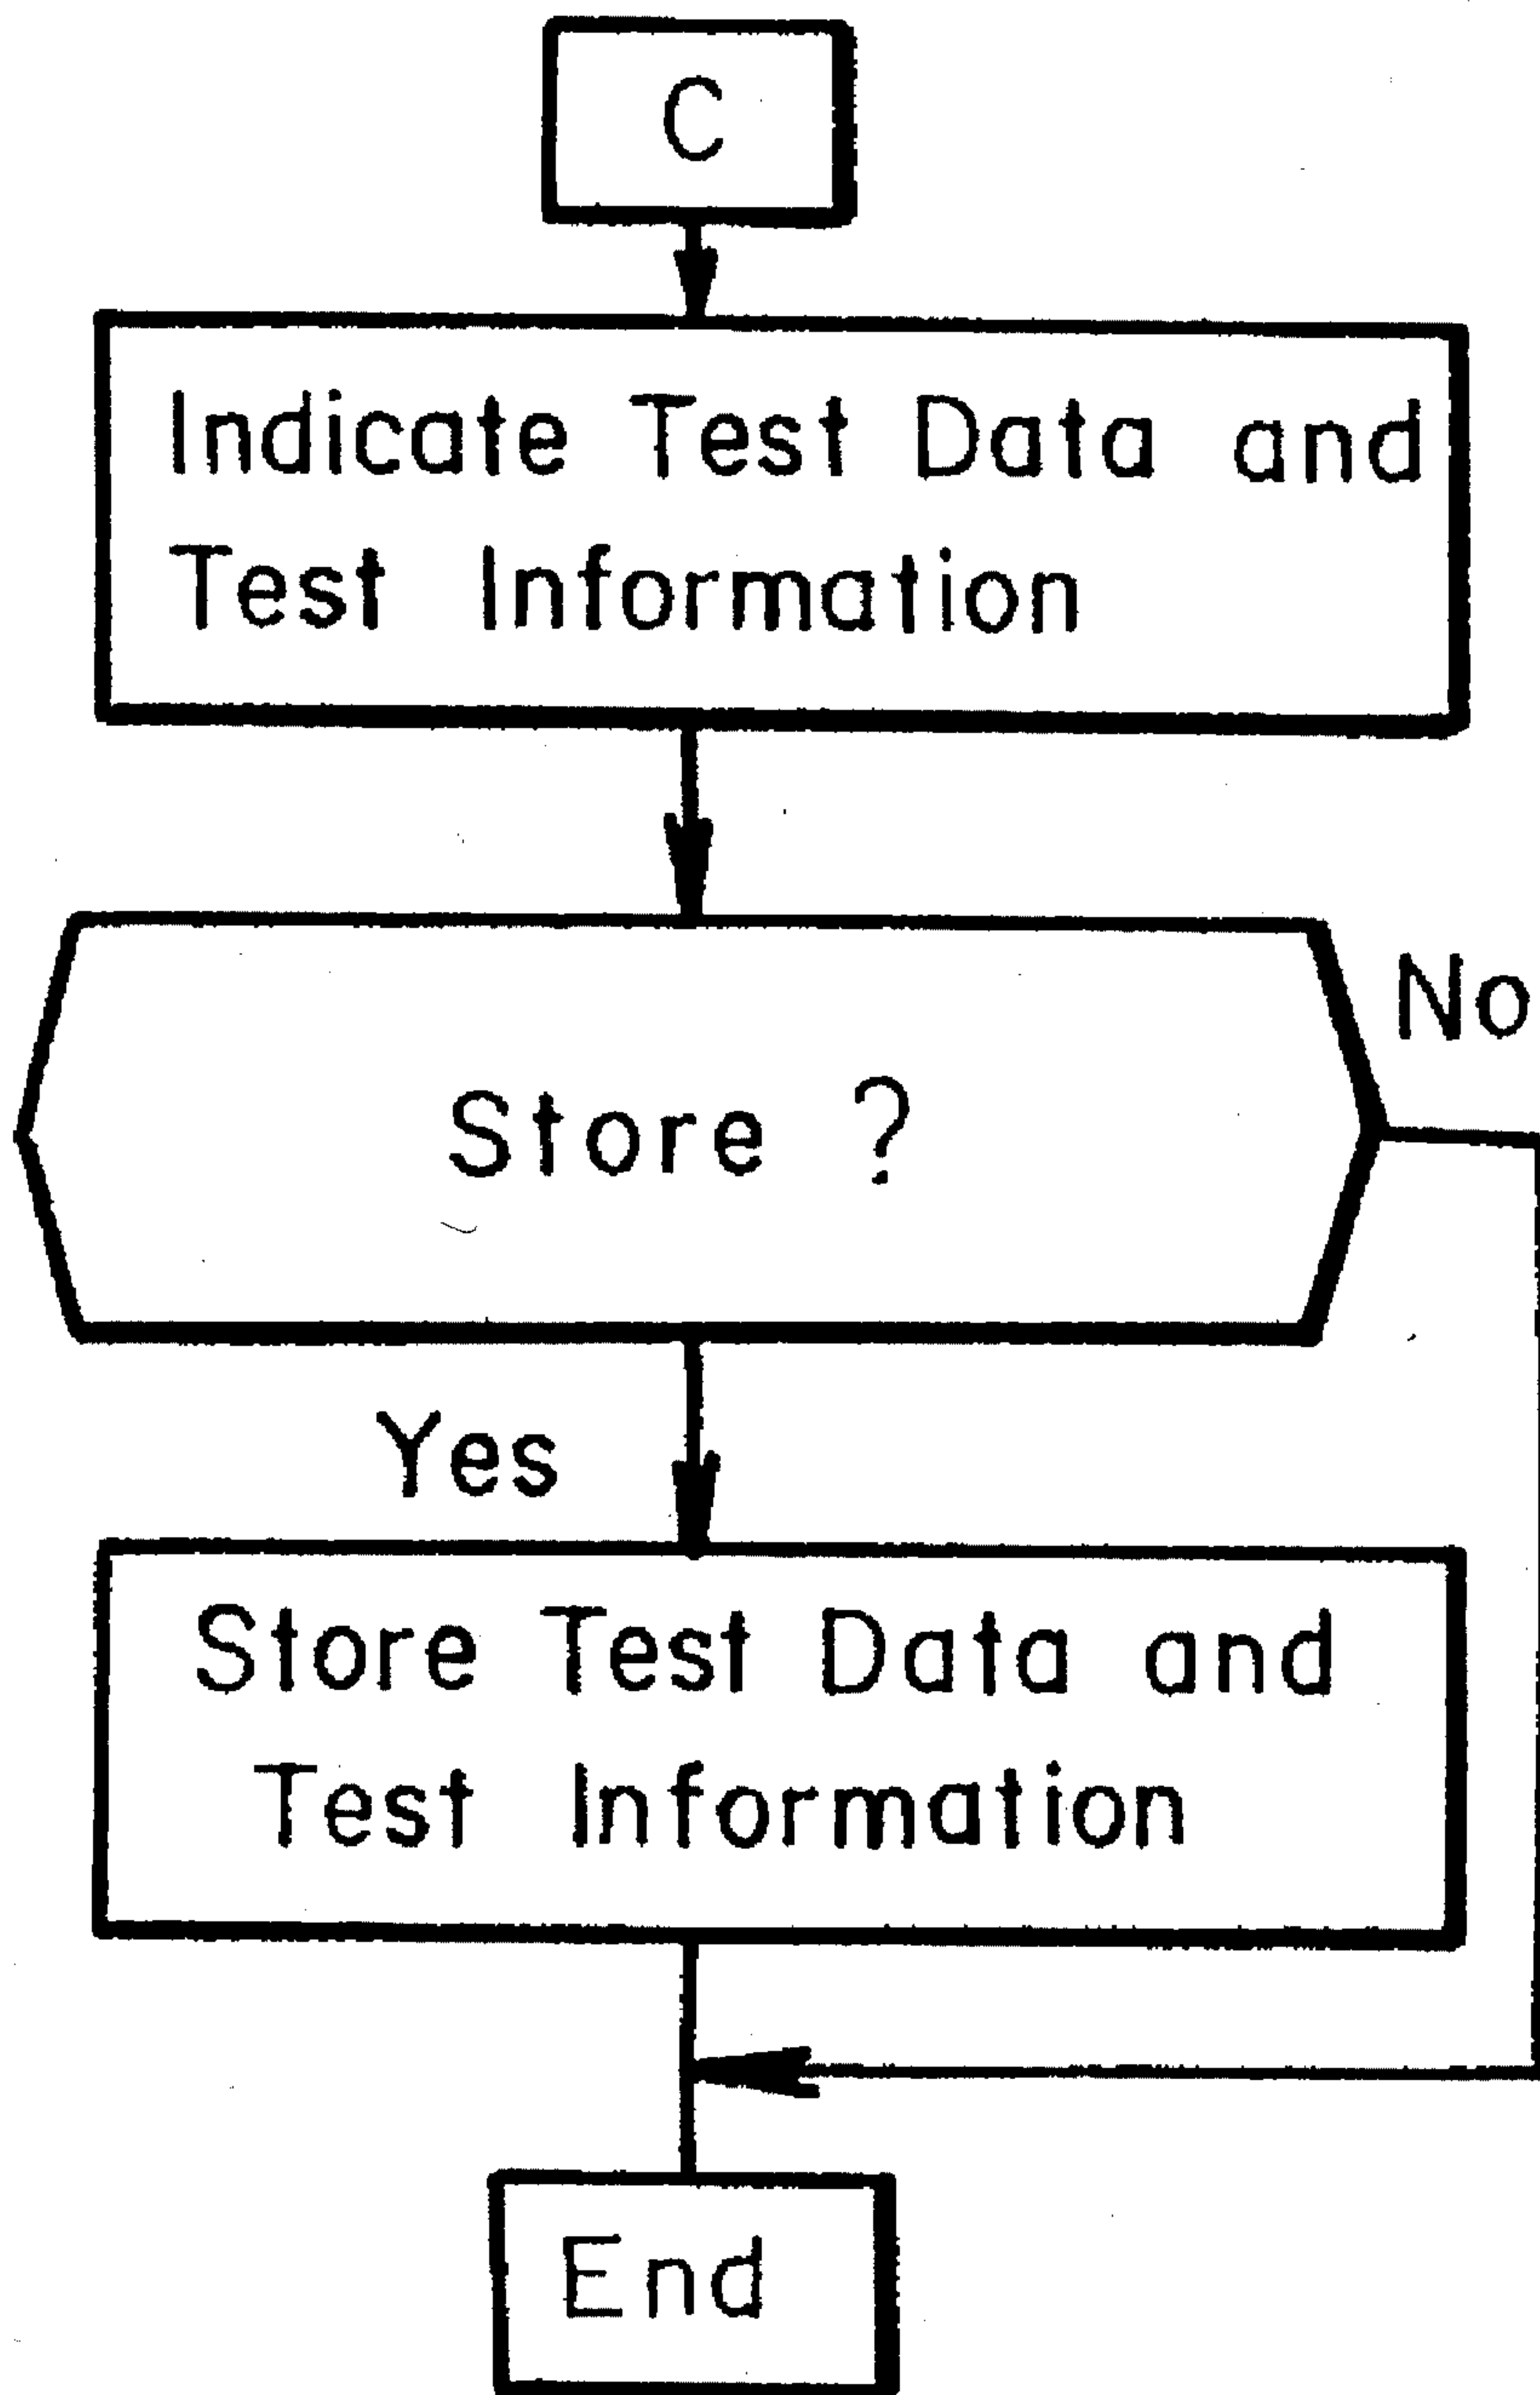 C
Indicate Test Data and
Test Information
No
Store ?
Yes
Store Test Data and
Test Information
End